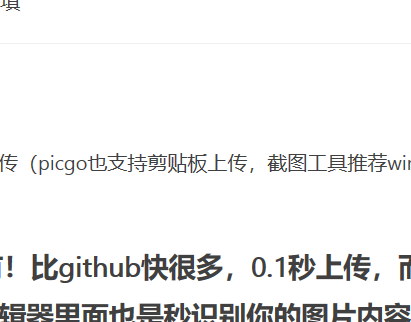 填
传（picgo也支持剪贴板上传，截图工具推荐wi
！比github快很多，0.1秒上传，而
辑器里面也是秒识别你的图片内容